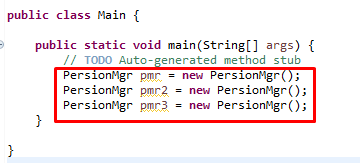 public class Main {
public static void main(String[] args) {
// TODO Auto-generated method stub
PersionMgr pmr = new PersionMgr();
PersionMgr pmr2 = new PersionMgr();
PersionMgr pmr3 = new PersionMgr();
}
}